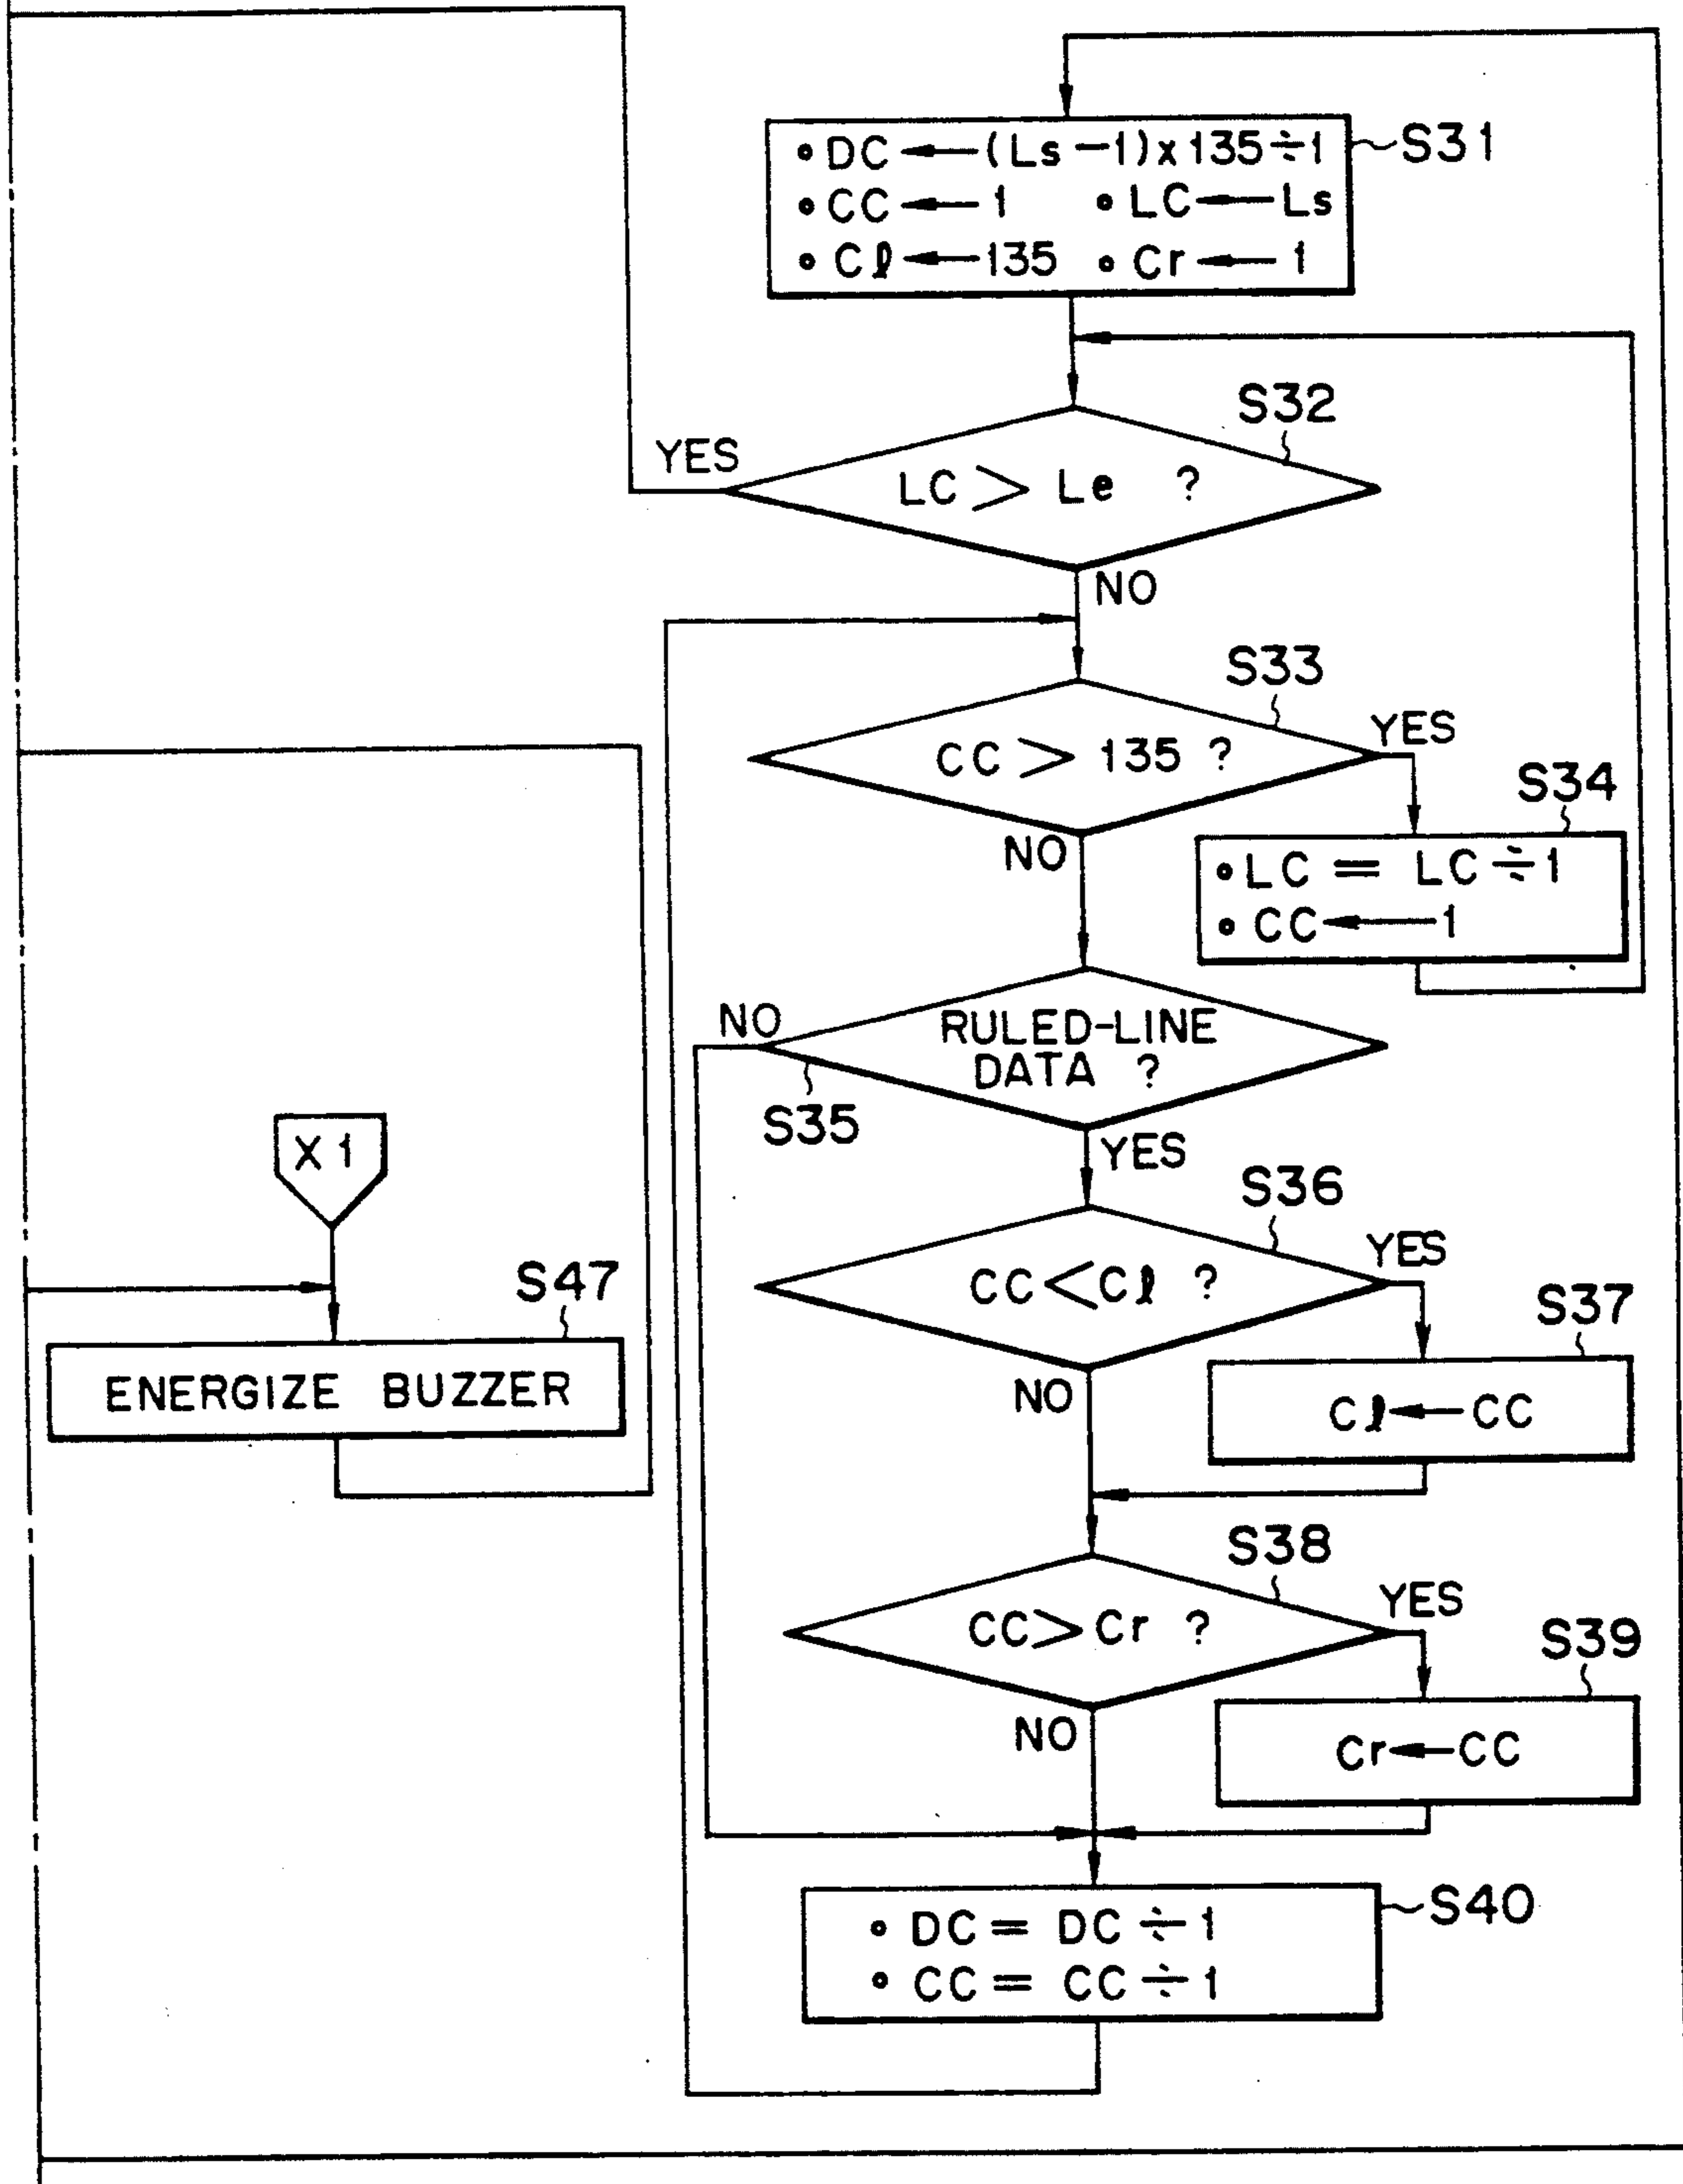 • DC ← (Ls −1) x 135 ÷ 1
S31
• CC ← 1 • LC ← Ls
• Cℓ ← 135 • Cr ← 1
S32
YES
LC > Le ?
NO
S33
YES
CC > 135 ?
S34
NO
• LC = LC ÷ 1
• CC ← 1
NO
RULED-LINE
DATA ?
S35
YES
X 1
S36
YES
CC < Cℓ ?
S47
S37
ENERGIZE BUZZER
NO
Cℓ ← CC
S38
YES
CC > Cr ?
S39
NO
Cr ← CC
S40
• DC = DC ÷ 1
• CC = CC ÷ 1